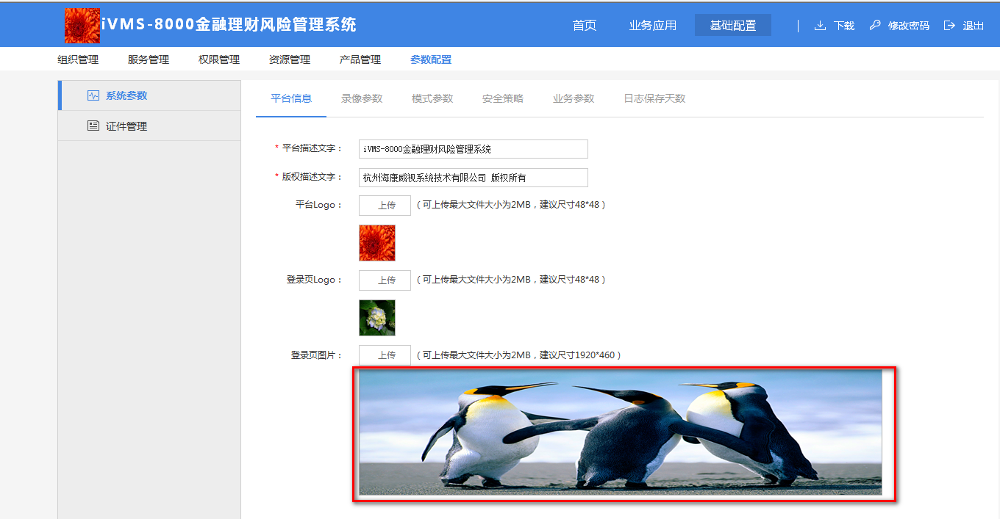 iVMS-8000金融理财风险管理系统
首页 业务应用 基础配置 下载 修改密码 退出
组织管理 服务管理 权限管理 资源管理 产品管理 参数配置
系统参数
证件管理
平台信息 录像参数 模式参数 安全策略 业务参数 日志保存天数
* 平台描述文字： iVMS-8000金融理财风险管理系统
* 版权描述文字： 杭州海康威视系统技术有限公司 版权所有
平台Logo： 上传 （可上传最大文件大小为2MB，建议尺寸48*48）
登录页Logo： 上传 （可上传最大文件大小为2MB，建议尺寸48*48）
登录页图片： 上传 （可上传最大文件大小为2MB，建议尺寸1920*460）